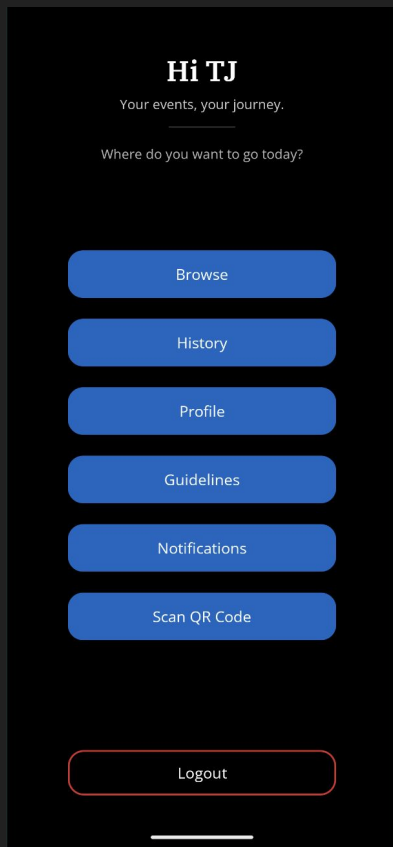 Hi TJ
Your events, your journey.
Where do you want to go today?
Browse
History
Profile
Guidelines
Notifications
Scan QR Code
Logout